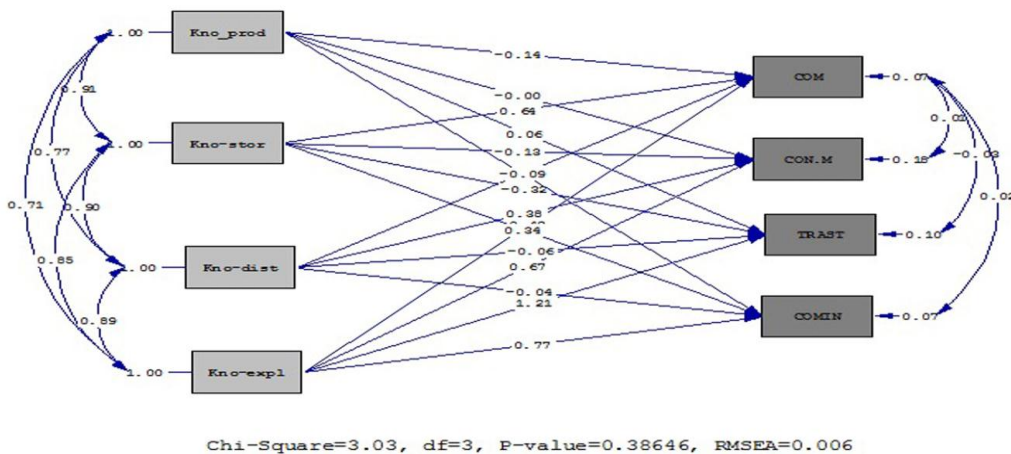 1.00 Kno_prod
-0.14
COM 0.07
0.91
-0.00
0.64
0.01
1.00 Kno-stor
0.06
0.77
-0.13
CON.M
-0.03
-0.09
-0.32
0.02
0.71
0.90
0.38
0.34
TRAST 0.10
0.85
-0.06
1.00 Kno-dist
0.67
-0.04
1.21
COMIN 0.07
0.89
0.77
1.00 Kno-expl
Chi-Square=3.03, df=3, P-value=0.38646, RMSEA=0.006